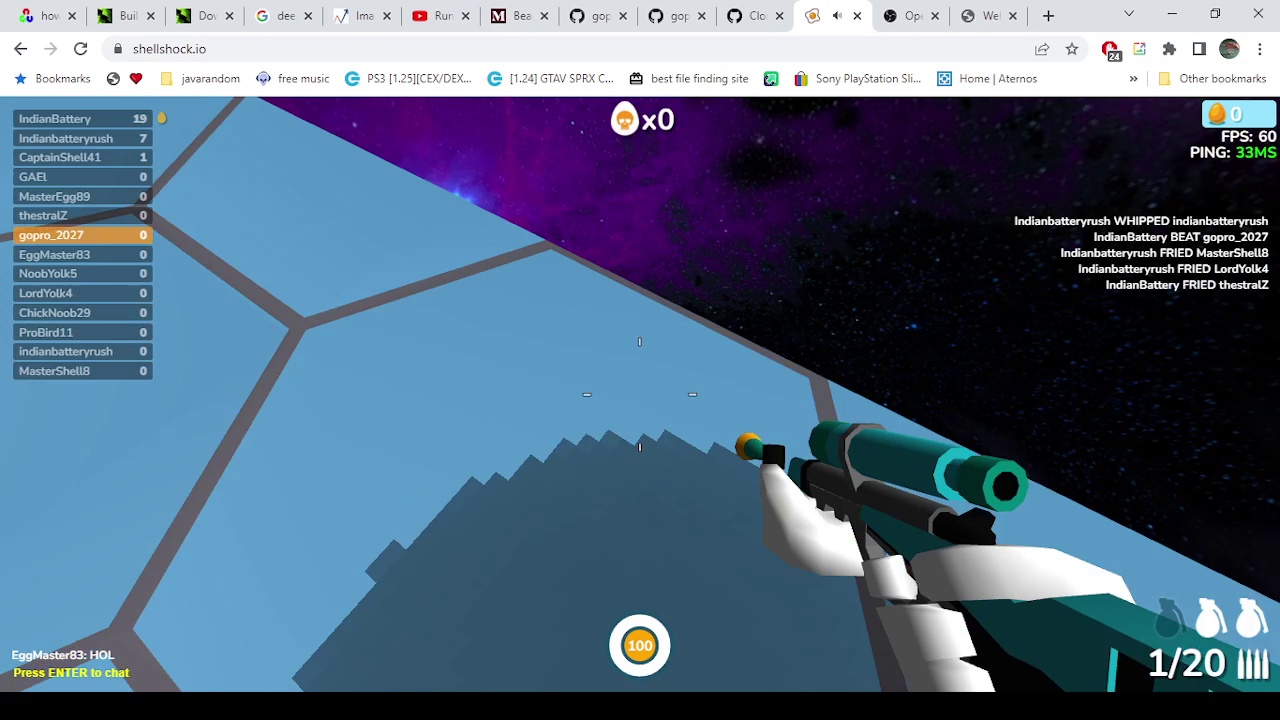 how
Buil
Dov
dee
Ima
Run
Bea
gop
gop
Clo
Ope
Wel
shellshock.io
24
Bookmarks
javarandom
free music
PS3 [1.25][CEX/DEX...
[1.24] GTAV SPRX C...
best file finding site
Sony PlayStation Sli...
Home | Aternos
»
Other bookmarks
IndianBattery 19
Indianbatteryrush 7
CaptainShell41 1
GAEl 0
MasterEgg89 0
thestralZ 0
gopro_2027 0
EggMaster83 0
NoobYolk5 0
LordYolk4 0
ChickNoob29 0
ProBird11 0
indianbatteryrush 0
MasterShell8 0
x0
0
FPS: 60
PING: 33MS
Indianbatteryrush WHIPPED indianbatteryrush
IndianBattery BEAT gopro_2027
Indianbatteryrush FRIED MasterShell8
Indianbatteryrush FRIED LordYolk4
IndianBattery FRIED thestralZ
EggMaster83: HOL
Press ENTER to chat
100
1/20